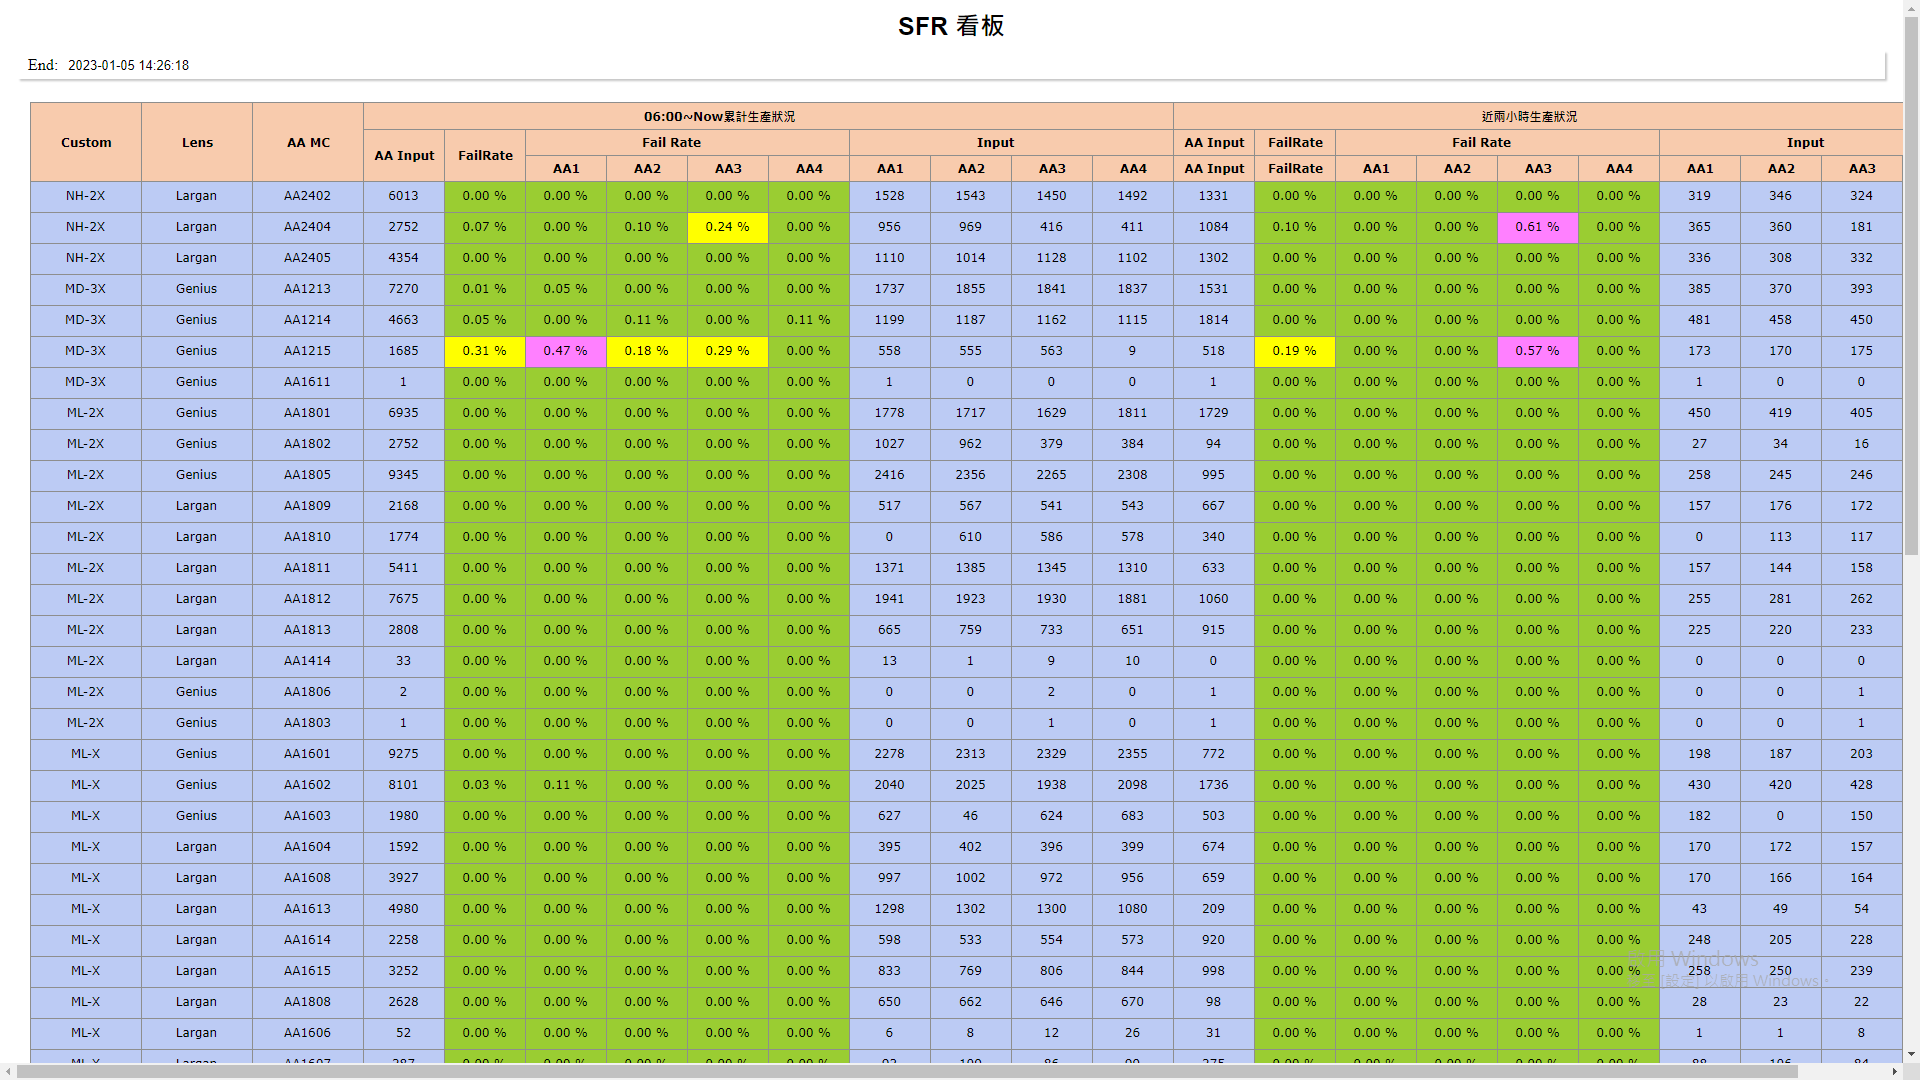 SFR 看板
End: 2023-01-05 14:26:18
Custom Lens AA MC 06:00~Now累計生產狀況 近兩小時生產狀況
AA Input FailRate Fail Rate Input AA Input FailRate Fail Rate Input
AA1 AA2 AA3 AA4 AA1 AA2 AA3 AA4 AA Input FailRate AA1 AA2 AA3 AA4 AA1 AA2 AA3
NH-2X Largan AA2402 6013 0.00 % 0.00 % 0.00 % 0.00 % 0.00 % 1528 1543 1450 1492 1331 0.00 % 0.00 % 0.00 % 0.00 % 0.00 % 319 346 324
NH-2X Largan AA2404 2752 0.07 % 0.00 % 0.10 % 0.24 % 0.00 % 956 969 416 411 1084 0.10 % 0.00 % 0.00 % 0.61 % 0.00 % 365 360 181
NH-2X Largan AA2405 4354 0.00 % 0.00 % 0.00 % 0.00 % 0.00 % 1110 1014 1128 1102 1302 0.00 % 0.00 % 0.00 % 0.00 % 0.00 % 336 308 332
MD-3X Genius AA1213 7270 0.01 % 0.05 % 0.00 % 0.00 % 0.00 % 1737 1855 1841 1837 1531 0.00 % 0.00 % 0.00 % 0.00 % 0.00 % 385 370 393
MD-3X Genius AA1214 4663 0.05 % 0.00 % 0.11 % 0.00 % 0.11 % 1199 1187 1162 1115 1814 0.00 % 0.00 % 0.00 % 0.00 % 0.00 % 481 458 450
MD-3X Genius AA1215 1685 0.31 % 0.47 % 0.18 % 0.29 % 0.00 % 558 555 563 9 518 0.19 % 0.00 % 0.00 % 0.57 % 0.00 % 173 170 175
MD-3X Genius AA1611 1 0.00 % 0.00 % 0.00 % 0.00 % 0.00 % 1 0 0 0 1 0.00 % 0.00 % 0.00 % 0.00 % 0.00 % 1 0 0
ML-2X Genius AA1801 6935 0.00 % 0.00 % 0.00 % 0.00 % 0.00 % 1778 1717 1629 1811 1729 0.00 % 0.00 % 0.00 % 0.00 % 0.00 % 450 419 405
ML-2X Genius AA1802 2752 0.00 % 0.00 % 0.00 % 0.00 % 0.00 % 1027 962 379 384 94 0.00 % 0.00 % 0.00 % 0.00 % 0.00 % 27 34 16
ML-2X Genius AA1805 9345 0.00 % 0.00 % 0.00 % 0.00 % 0.00 % 2416 2356 2265 2308 995 0.00 % 0.00 % 0.00 % 0.00 % 0.00 % 258 245 246
ML-2X Largan AA1809 2168 0.00 % 0.00 % 0.00 % 0.00 % 0.00 % 517 567 541 543 667 0.00 % 0.00 % 0.00 % 0.00 % 0.00 % 157 176 172
ML-2X Largan AA1810 1774 0.00 % 0.00 % 0.00 % 0.00 % 0.00 % 0 610 586 578 340 0.00 % 0.00 % 0.00 % 0.00 % 0.00 % 0 113 117
ML-2X Largan AA1811 5411 0.00 % 0.00 % 0.00 % 0.00 % 0.00 % 1371 1385 1345 1310 633 0.00 % 0.00 % 0.00 % 0.00 % 0.00 % 157 144 158
ML-2X Largan AA1812 7675 0.00 % 0.00 % 0.00 % 0.00 % 0.00 % 1941 1923 1930 1881 1060 0.00 % 0.00 % 0.00 % 0.00 % 0.00 % 255 281 262
ML-2X Largan AA1813 2808 0.00 % 0.00 % 0.00 % 0.00 % 0.00 % 665 759 733 651 915 0.00 % 0.00 % 0.00 % 0.00 % 0.00 % 225 220 233
ML-2X Largan AA1414 33 0.00 % 0.00 % 0.00 % 0.00 % 0.00 % 13 1 9 10 0 0.00 % 0.00 % 0.00 % 0.00 % 0.00 % 0 0 0
ML-2X Genius AA1806 2 0.00 % 0.00 % 0.00 % 0.00 % 0.00 % 0 0 2 0 1 0.00 % 0.00 % 0.00 % 0.00 % 0.00 % 0 0 1
ML-2X Genius AA1803 1 0.00 % 0.00 % 0.00 % 0.00 % 0.00 % 0 0 1 0 1 0.00 % 0.00 % 0.00 % 0.00 % 0.00 % 0 0 1
ML-X Genius AA1601 9275 0.00 % 0.00 % 0.00 % 0.00 % 0.00 % 2278 2313 2329 2355 772 0.00 % 0.00 % 0.00 % 0.00 % 0.00 % 198 187 203
ML-X Genius AA1602 8101 0.03 % 0.11 % 0.00 % 0.00 % 0.00 % 2040 2025 1938 2098 1736 0.00 % 0.00 % 0.00 % 0.00 % 0.00 % 430 420 428
ML-X Genius AA1603 1980 0.00 % 0.00 % 0.00 % 0.00 % 0.00 % 627 46 624 683 503 0.00 % 0.00 % 0.00 % 0.00 % 0.00 % 182 0 150
ML-X Largan AA1604 1592 0.00 % 0.00 % 0.00 % 0.00 % 0.00 % 395 402 396 399 674 0.00 % 0.00 % 0.00 % 0.00 % 0.00 % 170 172 157
ML-X Largan AA1608 3927 0.00 % 0.00 % 0.00 % 0.00 % 0.00 % 997 1002 972 956 659 0.00 % 0.00 % 0.00 % 0.00 % 0.00 % 170 166 164
ML-X Largan AA1613 4980 0.00 % 0.00 % 0.00 % 0.00 % 0.00 % 1298 1302 1300 1080 209 0.00 % 0.00 % 0.00 % 0.00 % 0.00 % 43 49 54
ML-X Largan AA1614 2258 0.00 % 0.00 % 0.00 % 0.00 % 0.00 % 598 533 554 573 920 0.00 % 0.00 % 0.00 % 0.00 % 0.00 % 248 205 228
Windows
ML-X Largan AA1615 3252 0.00 % 0.00 % 0.00 % 0.00 % 0.00 % 833 769 806 844 998 0.00 % 0.00 % 0.00 % 0.00 % 0.00 % 258 250 239
[設定] 以啟用 Windows。
ML-X Largan AA1808 2628 0.00 % 0.00 % 0.00 % 0.00 % 0.00 % 650 662 646 670 98 0.00 % 0.00 % 0.00 % 0.00 % 0.00 % 28 23 22
ML-X Largan AA1606 52 0.00 % 0.00 % 0.00 % 0.00 % 0.00 % 6 8 12 26 31 0.00 % 0.00 % 0.00 % 0.00 % 0.00 % 1 1 8